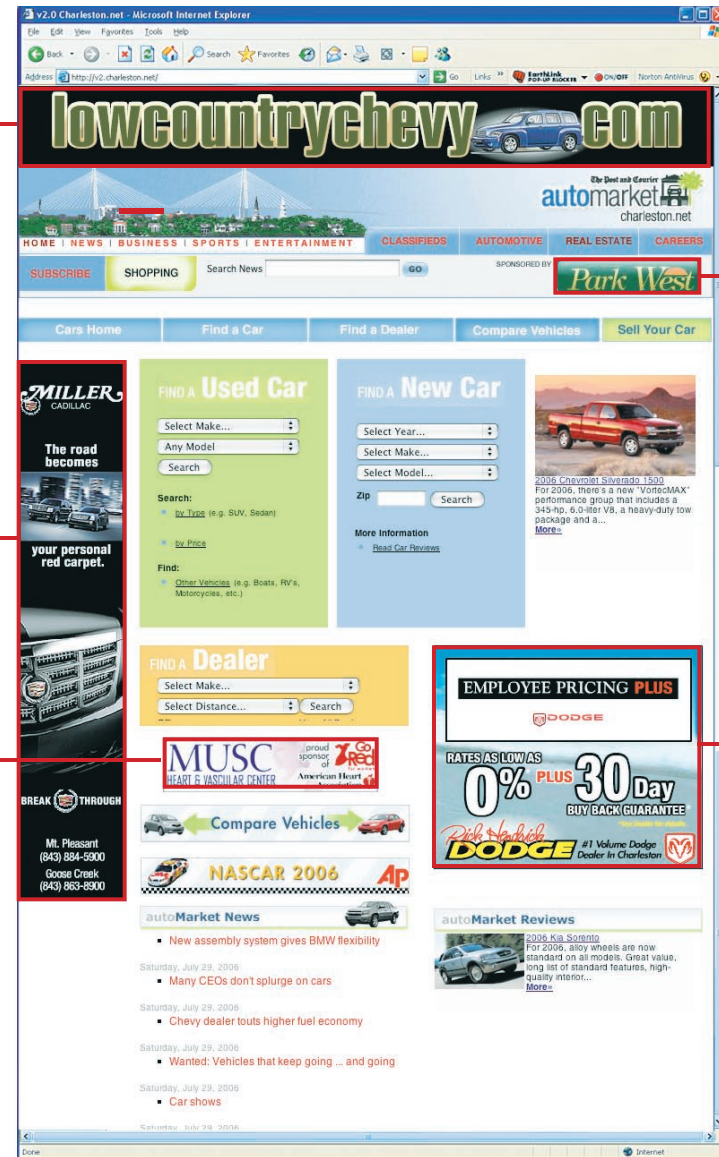 v2.0 Charleston.net - Microsoft Internet Explorer
File Edit View Favorites Tools Help
Back Search Favorites
Address http://v2.charleston.net/ Go Links » EarthLink POP-UP BLOCKER ON/OFF Norton AntiVirus
lowcountrychevy.com
The Post and Courier
automarket
charleston.net
HOME | NEWS | BUSINESS | SPORTS | ENTERTAINMENT CLASSIFIEDS AUTOMOTIVE REAL ESTATE CAREERS
SUBSCRIBE SHOPPING Search News GO SPONSORED BY Park West
Cars Home Find a Car Find a Dealer Compare Vehicles Sell Your Car
MILLER
CADILLAC
The road
becomes
your personal
red carpet.
BREAK THROUGH
Mt. Pleasant
(843) 884-5900
Goose Creek
(843) 863-8900
FIND A Used Car
Select Make...
Any Model
Search
Search:
by Type (e.g. SUV, Sedan)
by Price
Find:
Other Vehicles (e.g. Boats, RV's,
Motorcycles, etc.)
FIND A New Car
Select Year...
Select Make...
Select Model...
Zip Search
More Information
Read Car Reviews
2006 Chevrolet Silverado 1500
For 2006, there's a new "VortecMAX"
performance group that includes a
345-hp, 6.0-liter V8, a heavy-duty tow
package and a...
More»
FIND A Dealer
Select Make...
Select Distance... Search
MUSC
HEART & VASCULAR CENTER
proud
sponsor
of
Go Red
for women
American Heart
Association
Compare Vehicles
NASCAR 2006 AP
EMPLOYEE PRICING PLUS
DODGE
RATES AS LOW AS
0% PLUS 30 Day
BUY BACK GUARANTEE*
Rick Hendrick
DODGE #1 Volume Dodge
Dealer In Charleston
autoMarket News
New assembly system gives BMW flexibility
Saturday, July 29, 2006
Many CEOs don't splurge on cars
Saturday, July 29, 2006
Chevy dealer touts higher fuel economy
Saturday, July 29, 2006
Wanted: Vehicles that keep going ... and going
Saturday, July 29, 2006
Car shows
Saturday, July 29, 2006
autoMarket Reviews
2006 Kia Sorento
For 2006, alloy wheels are now
standard on all models. Great value,
long list of standard features, high-
quality interior...
More»
Done Internet